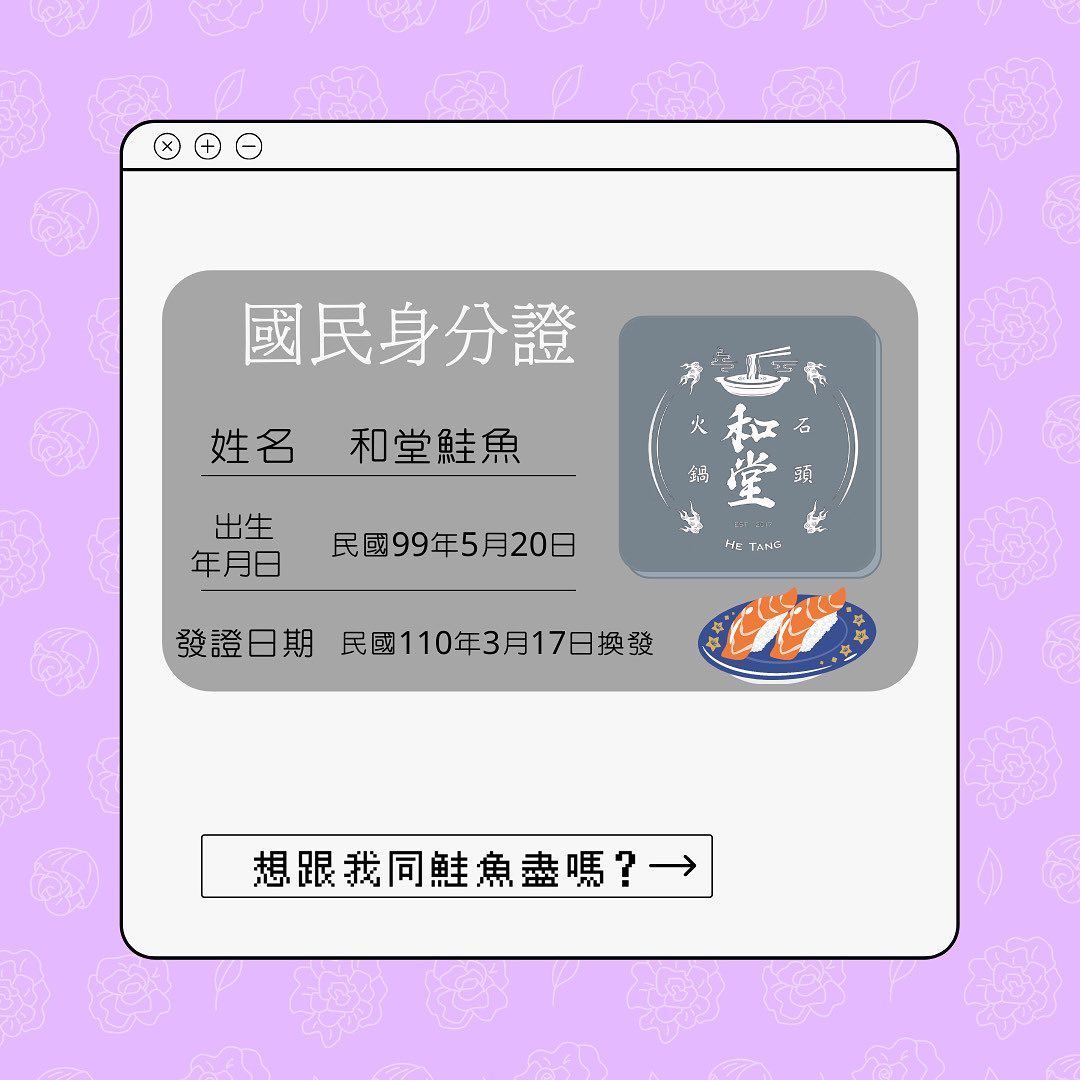 國民身分證
姓名 和堂鮭魚
出生
年月日 民國99年5月20日
發證日期 民國110年3月17日換發
火鍋 和堂 石頭
EST 2017
HE TANG
想跟我同鮭魚盡嗎?→